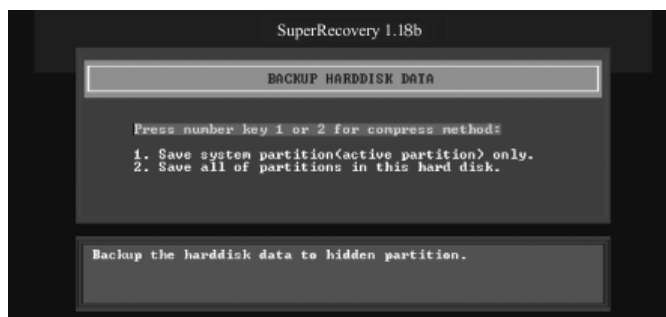 SuperRecovery 1.18b
BACKUP HARDDISK DATA
Press number key 1 or 2 for compress method:
1. Save system partition(active partition) only.
2. Save all of partitions in this hard disk.
Backup the harddisk data to hidden partition.